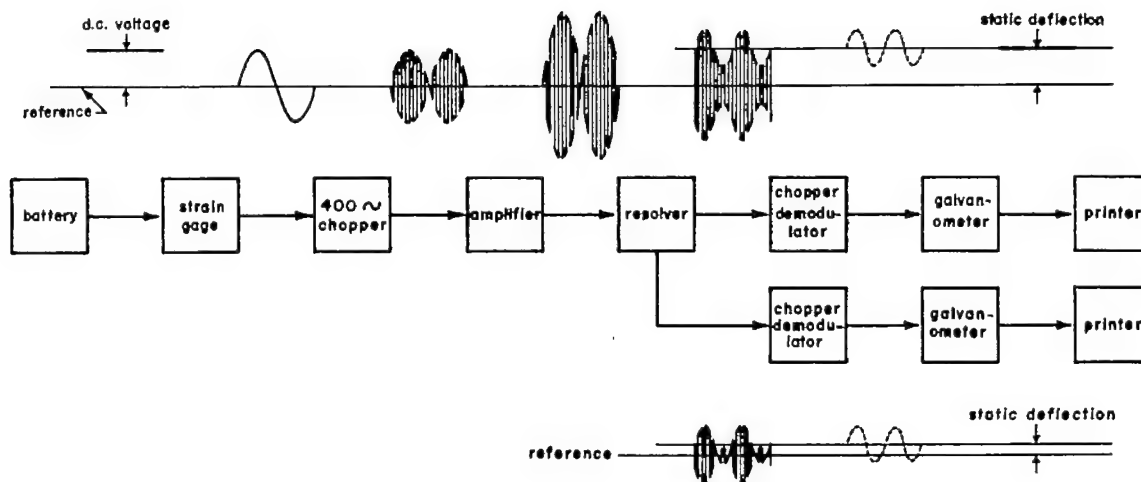 d.c. voltage
static deflection
reference
battery
strain
gage
400 ~
chopper
amplifier
resolver
chopper
demodu-
lator
galvan-
ometer
printer
chopper
demodu-
lator
galvan-
ometer
printer
static deflection
reference